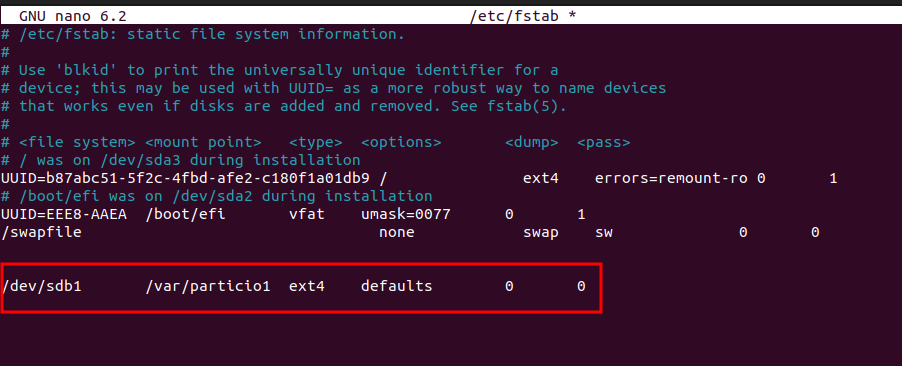 GNU nano 6.2 /etc/fstab *
# /etc/fstab: static file system information.
#
# Use 'blkid' to print the universally unique identifier for a
# device; this may be used with UUID= as a more robust way to name devices
# that works even if disks are added and removed. See fstab(5).
#
# <file system> <mount point> <type> <options> <dump> <pass>
# / was on /dev/sda3 during installation
UUID=b87abc51-5f2c-4fbd-afe2-c180f1a01db9 / ext4 errors=remount-ro 0 1
# /boot/efi was on /dev/sda2 during installation
UUID=EEE8-AAEA /boot/efi vfat umask=0077 0 1
/swapfile none swap sw 0 0
/dev/sdb1 /var/particio1 ext4 defaults 0 0